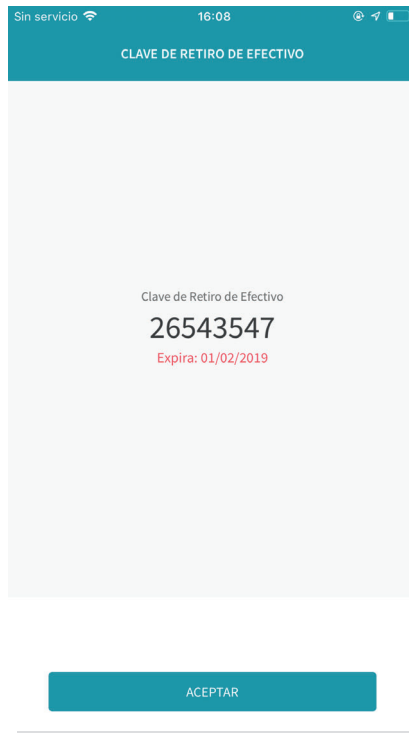 Sin servicio 16:08
CLAVE DE RETIRO DE EFECTIVO
Clave de Retiro de Efectivo
26543547
Expira: 01/02/2019
ACEPTAR